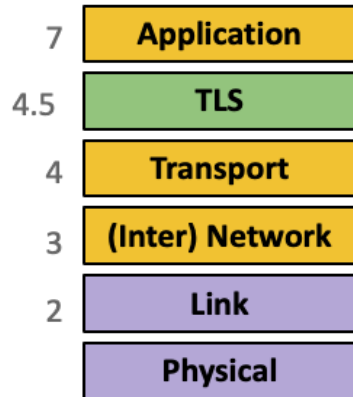 7 Application
4.5 TLS
4 Transport
3 (Inter) Network
2 Link
Physical